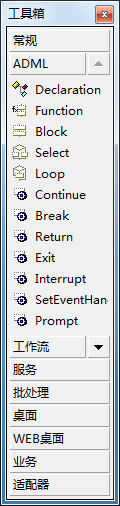 工具箱
常规
ADML
Declaration
Function
Block
Select
Loop
Continue
Break
Return
Exit
Interrupt
SetEventHan
Prompt
工作流
服务
批处理
桌面
WEB桌面
业务
适配器